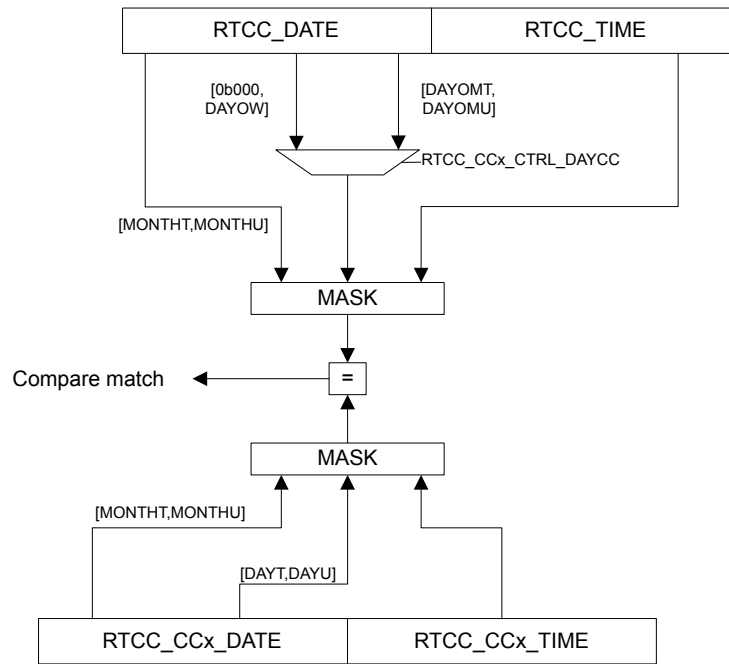 RTCC_DATE
RTCC_TIME
[0b000,
DAYOW]
[DAYOMT,
DAYOMU]
RTCC_CCx_CTRL_DAYCC
[MONTHT,MONTHU]
MASK
Compare match
=
MASK
[MONTHT,MONTHU]
[DAYT,DAYU]
RTCC_CCx_DATE
RTCC_CCx_TIME